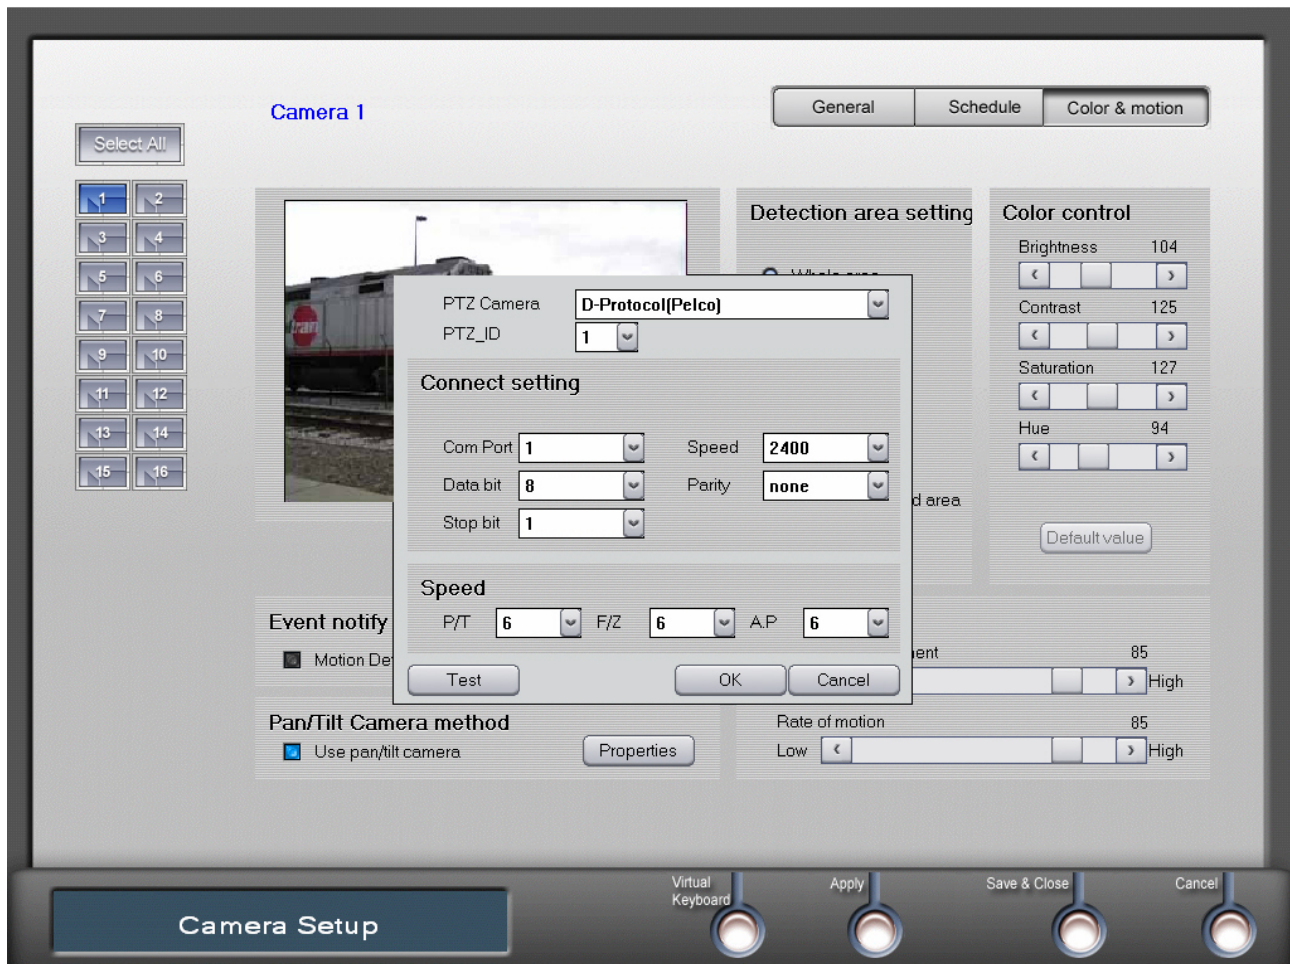 Camera 1
General
Schedule
Color & motion
Select All
1 2
3 4
5 6
7 8
9 10
11 12
13 14
15 16
Detection area setting
Color control
Brightness 104
Contrast 125
Saturation 127
Hue 94
Default value
d area
PTZ Camera D-Protocol(Pelco)
PTZ_ID 1
Connect setting
Com Port 1 Speed 2400
Data bit 8 Parity none
Stop bit 1
Speed
P/T 6 F/Z 6 A.P 6
Test OK Cancel
Event notify
Motion De
ent 85
High
Pan/Tilt Camera method
Use pan/tilt camera Properties
Rate of motion 85
Low High
Camera Setup
Virtual
Keyboard
Apply
Save & Close
Cancel